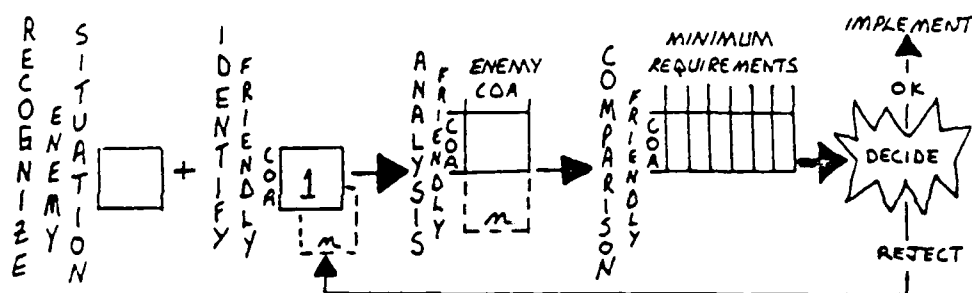 RECOGNIZE
ENEMY
SITUATION
+
IDENTIFY
FRIENDLY
COA
1
n
ANALYSIS
FRIENDLY
COA
ENEMY
COA
n
COMPARISON
FRIENDLY
COA
MINIMUM
REQUIREMENTS
IMPLEMENT
OK
DECIDE
REJECT